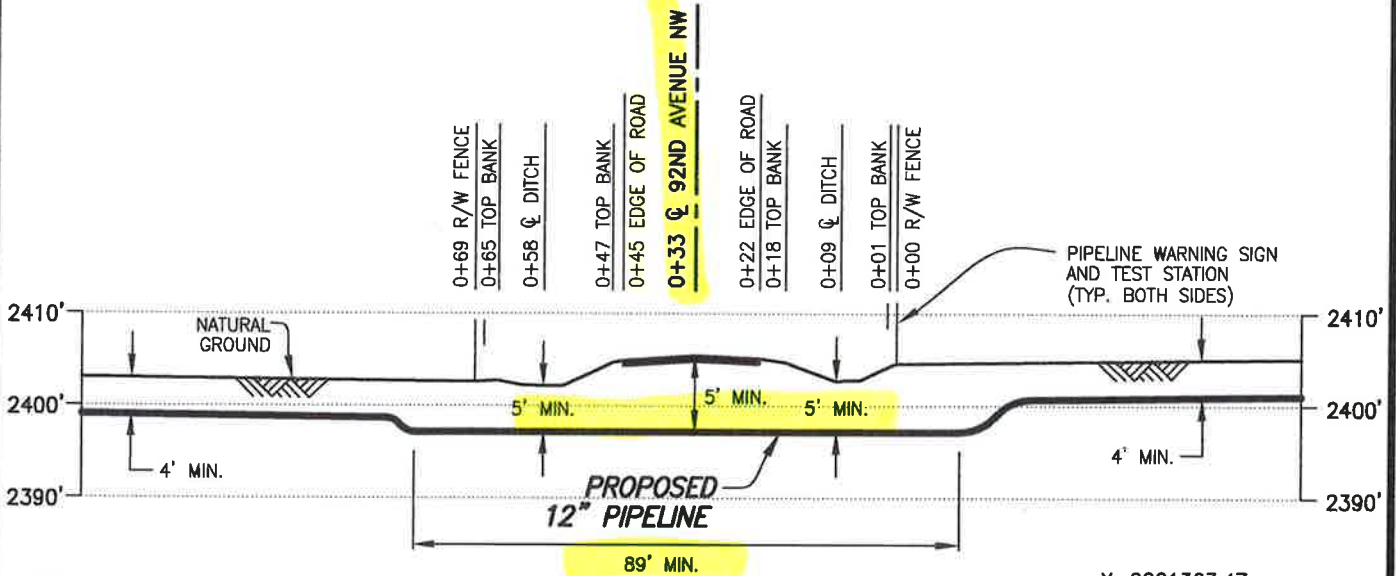 0+69 R/W FENCE
0+65 TOP BANK
0+58 ℄ DITCH
0+47 TOP BANK
0+45 EDGE OF ROAD
0+33 ℄ 92ND AVENUE NW
0+22 EDGE OF ROAD
0+18 TOP BANK
0+09 ℄ DITCH
0+01 TOP BANK
0+00 R/W FENCE
PIPELINE WARNING SIGN
AND TEST STATION
(TYP. BOTH SIDES)
2410'
NATURAL
GROUND
2410'
2400'
5' MIN.
5' MIN.
5' MIN.
2400'
4' MIN.
4' MIN.
2390'
PROPOSED
12" PIPELINE
2390'
89' MIN.